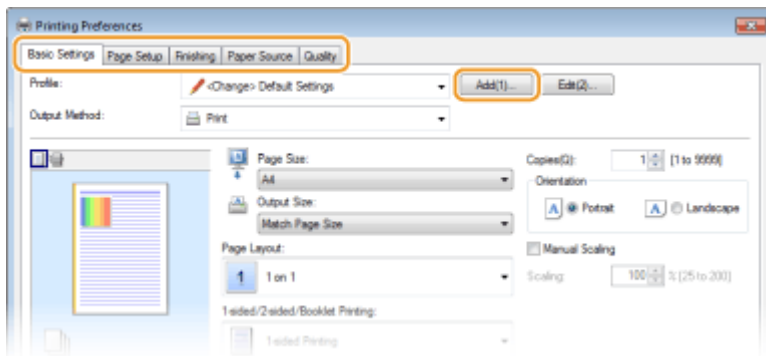 Printing Preferences
Basic Settings Page Setup Finishing Paper Source Quality
Profile: <Change> Default Settings Add(1)... Edit(2)...
Output Method: Print
Page Size: Copies(Q): 1 [1 to 9999]
A4 Orientation
Output Size: A Portrait A Landscape
Match Page Size
Page Layout: Manual Scaling
1 1 on 1 Scaling: 100 % [25 to 200]
1-sided/2-sided/Booklet Printing:
1-sided Printing